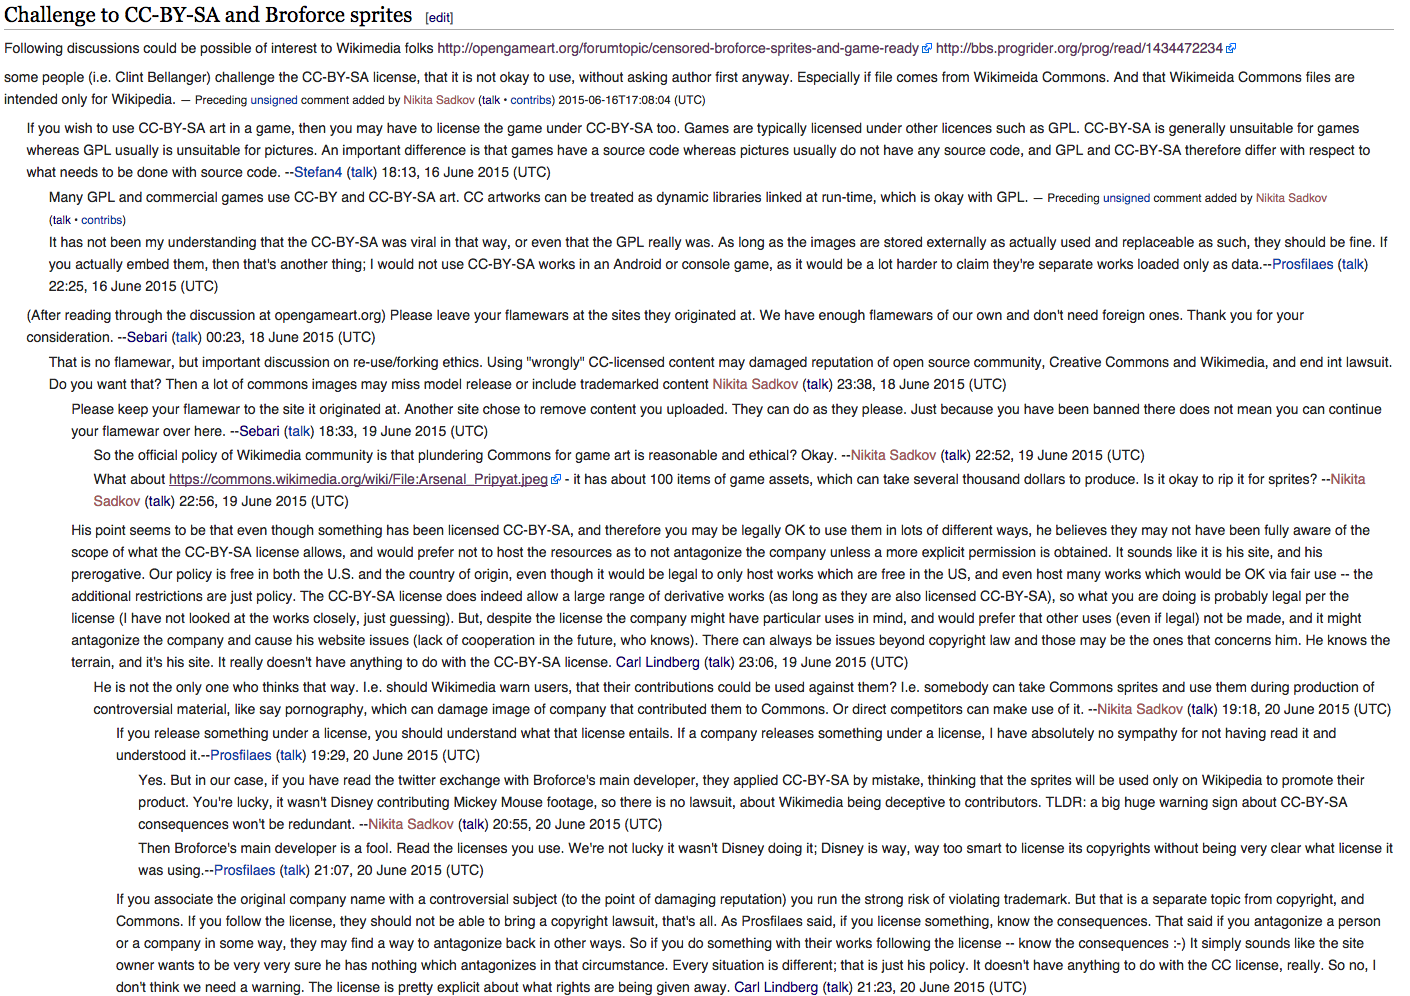 Challenge to CC-BY-SA and Broforce sprites [edit]
Following discussions could be possible of interest to Wikimedia folks http://opengameart.org/forumtopic/censored-broforce-sprites-and-game-ready http://bbs.progrider.org/prog/read/1434472234
some people (i.e. Clint Bellanger) challenge the CC-BY-SA license, that it is not okay to use, without asking author first anyway. Especially if file comes from Wikimeida Commons. And that Wikimeida Commons files are
intended only for Wikipedia. — Preceding unsigned comment added by Nikita Sadkov (talk • contribs) 2015-06-16T17:08:04 (UTC)
If you wish to use CC-BY-SA art in a game, then you may have to license the game under CC-BY-SA too. Games are typically licensed under other licences such as GPL. CC-BY-SA is generally unsuitable for games
whereas GPL usually is unsuitable for pictures. An important difference is that games have a source code whereas pictures usually do not have any source code, and GPL and CC-BY-SA therefore differ with respect to
what needs to be done with source code. --Stefan4 (talk) 18:13, 16 June 2015 (UTC)
Many GPL and commercial games use CC-BY and CC-BY-SA art. CC artworks can be treated as dynamic libraries linked at run-time, which is okay with GPL. — Preceding unsigned comment added by Nikita Sadkov
(talk • contribs)
It has not been my understanding that the CC-BY-SA was viral in that way, or even that the GPL really was. As long as the images are stored externally as actually used and replaceable as such, they should be fine. If
you actually embed them, then that's another thing; I would not use CC-BY-SA works in an Android or console game, as it would be a lot harder to claim they're separate works loaded only as data.--Prosfilaes (talk)
22:25, 16 June 2015 (UTC)
(After reading through the discussion at opengameart.org) Please leave your flamewars at the sites they originated at. We have enough flamewars of our own and don't need foreign ones. Thank you for your
consideration. --Sebari (talk) 00:23, 18 June 2015 (UTC)
That is no flamewar, but important discussion on re-use/forking ethics. Using "wrongly" CC-licensed content may damaged reputation of open source community, Creative Commons and Wikimedia, and end int lawsuit.
Do you want that? Then a lot of commons images may miss model release or include trademarked content Nikita Sadkov (talk) 23:38, 18 June 2015 (UTC)
Please keep your flamewar to the site it originated at. Another site chose to remove content you uploaded. They can do as they please. Just because you have been banned there does not mean you can continue
your flamewar over here. --Sebari (talk) 18:33, 19 June 2015 (UTC)
So the official policy of Wikimedia community is that plundering Commons for game art is reasonable and ethical? Okay. --Nikita Sadkov (talk) 22:52, 19 June 2015 (UTC)
What about https://commons.wikimedia.org/wiki/File:Arsenal_Pripyat.jpeg - it has about 100 items of game assets, which can take several thousand dollars to produce. Is it okay to rip it for sprites? --Nikita
Sadkov (talk) 22:56, 19 June 2015 (UTC)
His point seems to be that even though something has been licensed CC-BY-SA, and therefore you may be legally OK to use them in lots of different ways, he believes they may not have been fully aware of the
scope of what the CC-BY-SA license allows, and would prefer not to host the resources as to not antagonize the company unless a more explicit permission is obtained. It sounds like it is his site, and his
prerogative. Our policy is free in both the U.S. and the country of origin, even though it would be legal to only host works which are free in the US, and even host many works which would be OK via fair use -- the
additional restrictions are just policy. The CC-BY-SA license does indeed allow a large range of derivative works (as long as they are also licensed CC-BY-SA), so what you are doing is probably legal per the
license (I have not looked at the works closely, just guessing). But, despite the license the company might have particular uses in mind, and would prefer that other uses (even if legal) not be made, and it might
antagonize the company and cause his website issues (lack of cooperation in the future, who knows). There can always be issues beyond copyright law and those may be the ones that concerns him. He knows the
terrain, and it's his site. It really doesn't have anything to do with the CC-BY-SA license. Carl Lindberg (talk) 23:06, 19 June 2015 (UTC)
He is not the only one who thinks that way. I.e. should Wikimedia warn users, that their contributions could be used against them? I.e. somebody can take Commons sprites and use them during production of
controversial material, like say pornography, which can damage image of company that contributed them to Commons. Or direct competitors can make use of it. --Nikita Sadkov (talk) 19:18, 20 June 2015 (UTC)
If you release something under a license, you should understand what that license entails. If a company releases something under a license, I have absolutely no sympathy for not having read it and
understood it.--Prosfilaes (talk) 19:29, 20 June 2015 (UTC)
Yes. But in our case, if you have read the twitter exchange with Broforce's main developer, they applied CC-BY-SA by mistake, thinking that the sprites will be used only on Wikipedia to promote their
product. You're lucky, it wasn't Disney contributing Mickey Mouse footage, so there is no lawsuit, about Wikimedia being deceptive to contributors. TLDR: a big huge warning sign about CC-BY-SA
consequences won't be redundant. --Nikita Sadkov (talk) 20:55, 20 June 2015 (UTC)
Then Broforce's main developer is a fool. Read the licenses you use. We're not lucky it wasn't Disney doing it; Disney is way, way too smart to license its copyrights without being very clear what license it
was using.--Prosfilaes (talk) 21:07, 20 June 2015 (UTC)
If you associate the original company name with a controversial subject (to the point of damaging reputation) you run the strong risk of violating trademark. But that is a separate topic from copyright, and
Commons. If you follow the license, they should not be able to bring a copyright lawsuit, that's all. As Prosfilaes said, if you license something, know the consequences. That said if you antagonize a person
or a company in some way, they may find a way to antagonize back in other ways. So if you do something with their works following the license -- know the consequences :-) It simply sounds like the site
owner wants to be very very sure he has nothing which antagonizes in that circumstance. Every situation is different; that is just his policy. It doesn't have anything to do with the CC license, really. So no, I
don't think we need a warning. The license is pretty explicit about what rights are being given away. Carl Lindberg (talk) 21:23, 20 June 2015 (UTC)